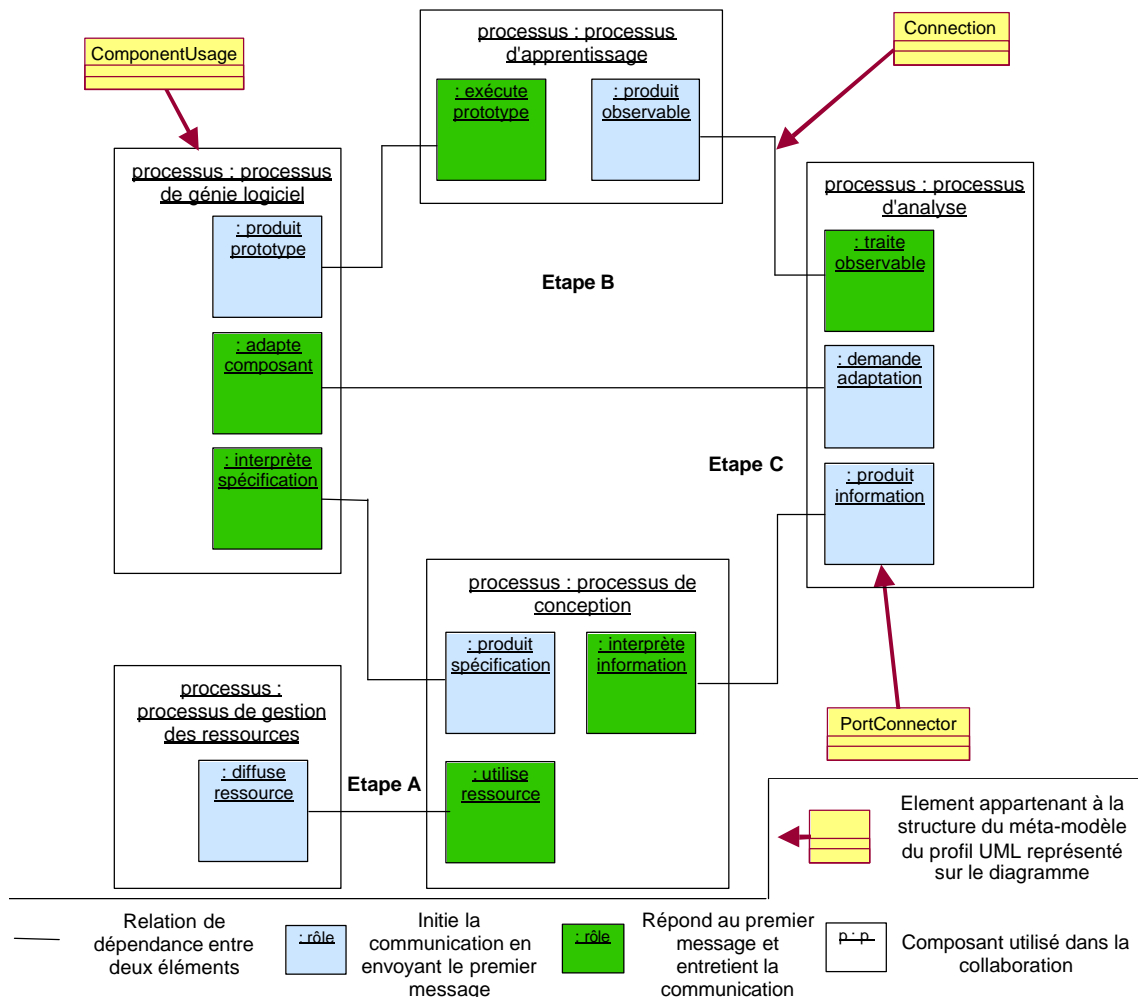 processus : processus
d'apprentissage
Connection
ComponentUsage
: exécute
prototype
: produit
observable
processus : processus
de génie logiciel
processus : processus
d'analyse
: produit
prototype
: traite
observable
Etape B
: adapte
composant
: demande
adaptation
: interprète
spécification
Etape C
: produit
information
processus : processus de
conception
: produit
spécification
: interprète
information
processus :
processus de gestion
des ressources
PortConnector
: diffuse
ressource
Etape A
: utilise
ressource
Element appartenant à la
structure du méta-modèle
du profil UML représenté
sur le diagramme
Relation de
dépendance entre
deux éléments
: rôle
Initie la
communication en
envoyant le premier
message
: rôle
Répond au premier
message et
entretient la
communication
p : p
Composant utilisé dans la
collaboration